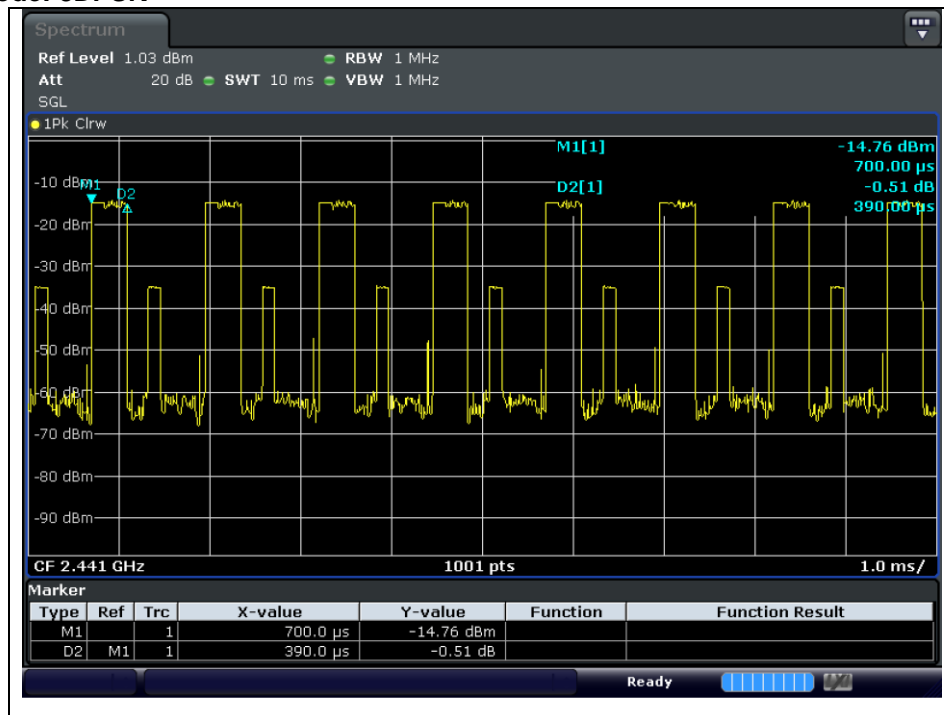 Spectrum
Ref Level 1.03 dBm RBW 1 MHz
Att 20 dB SWT 10 ms VBW 1 MHz
SGL
1Pk Clrw
M1[1] -14.76 dBm
700.00 µs
D2[1] -0.51 dB
390.00 µs
M1
D2
-10 dBm
-20 dBm
-30 dBm
-40 dBm
-50 dBm
-60 dBm
-70 dBm
-80 dBm
-90 dBm
CF 2.441 GHz 1001 pts 1.0 ms/
Marker
Type Ref Trc X-value Y-value Function Function Result
M1 1 700.0 µs -14.76 dBm
D2 M1 1 390.0 µs -0.51 dB
Ready